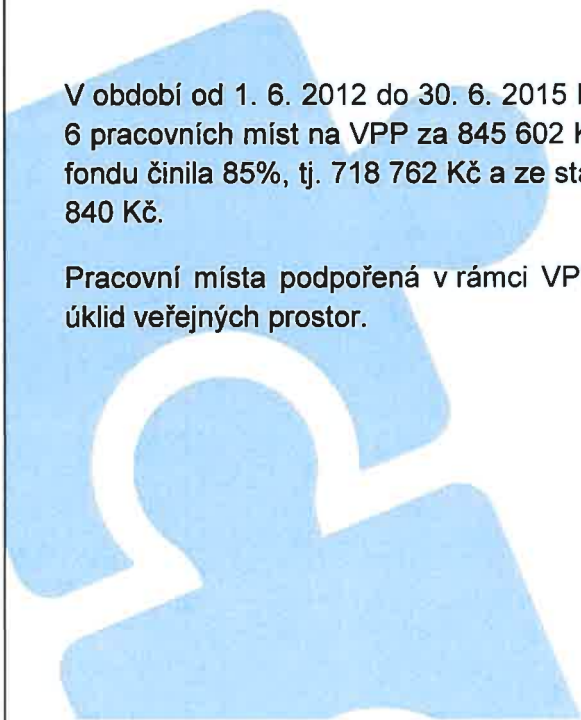 V období od 1. 6. 2012 do 30. 6. 2015
6 pracovních míst na VPP za 845 602
fondu činila 85%, tj. 718 762 Kč a ze
840 Kč.
Pracovní místa podpořená v rámci
úklid veřejných prostor.